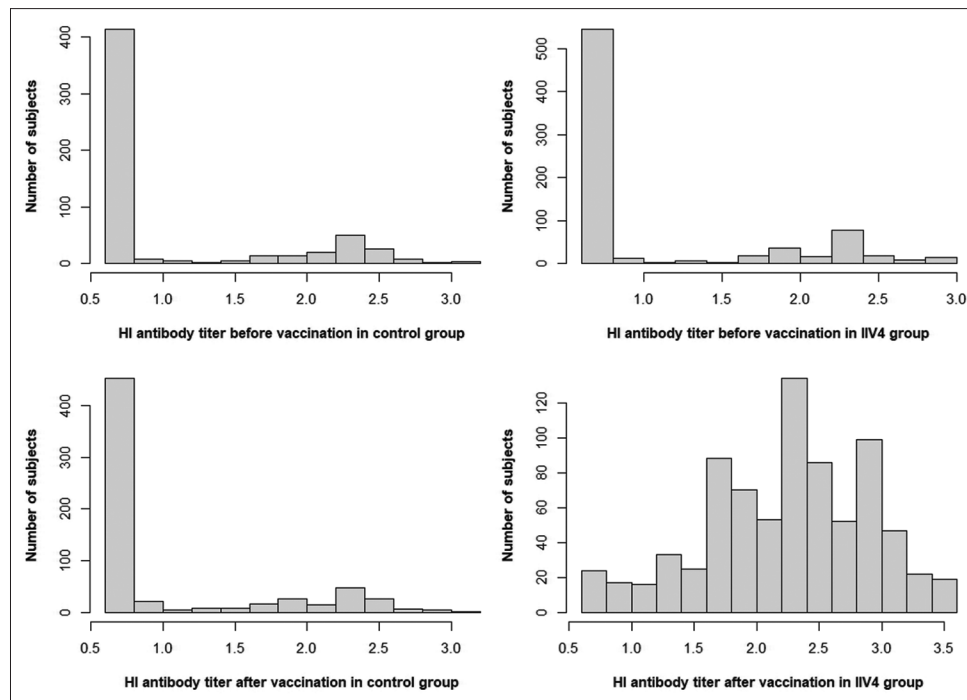 Number of subjects
400
300
200
100
0
0.5 1.0 1.5 2.0 2.5 3.0
HI antibody titer before vaccination in control group
Number of subjects
500
400
300
200
100
0
1.0 1.5 2.0 2.5 3.0
HI antibody titer before vaccination in IIV4 group
Number of subjects
400
300
200
100
0
0.5 1.0 1.5 2.0 2.5 3.0
HI antibody titer after vaccination in control group
Number of subjects
120
100
80
60
40
20
0
0.5 1.0 1.5 2.0 2.5 3.0 3.5
HI antibody titer after vaccination in IIV4 group